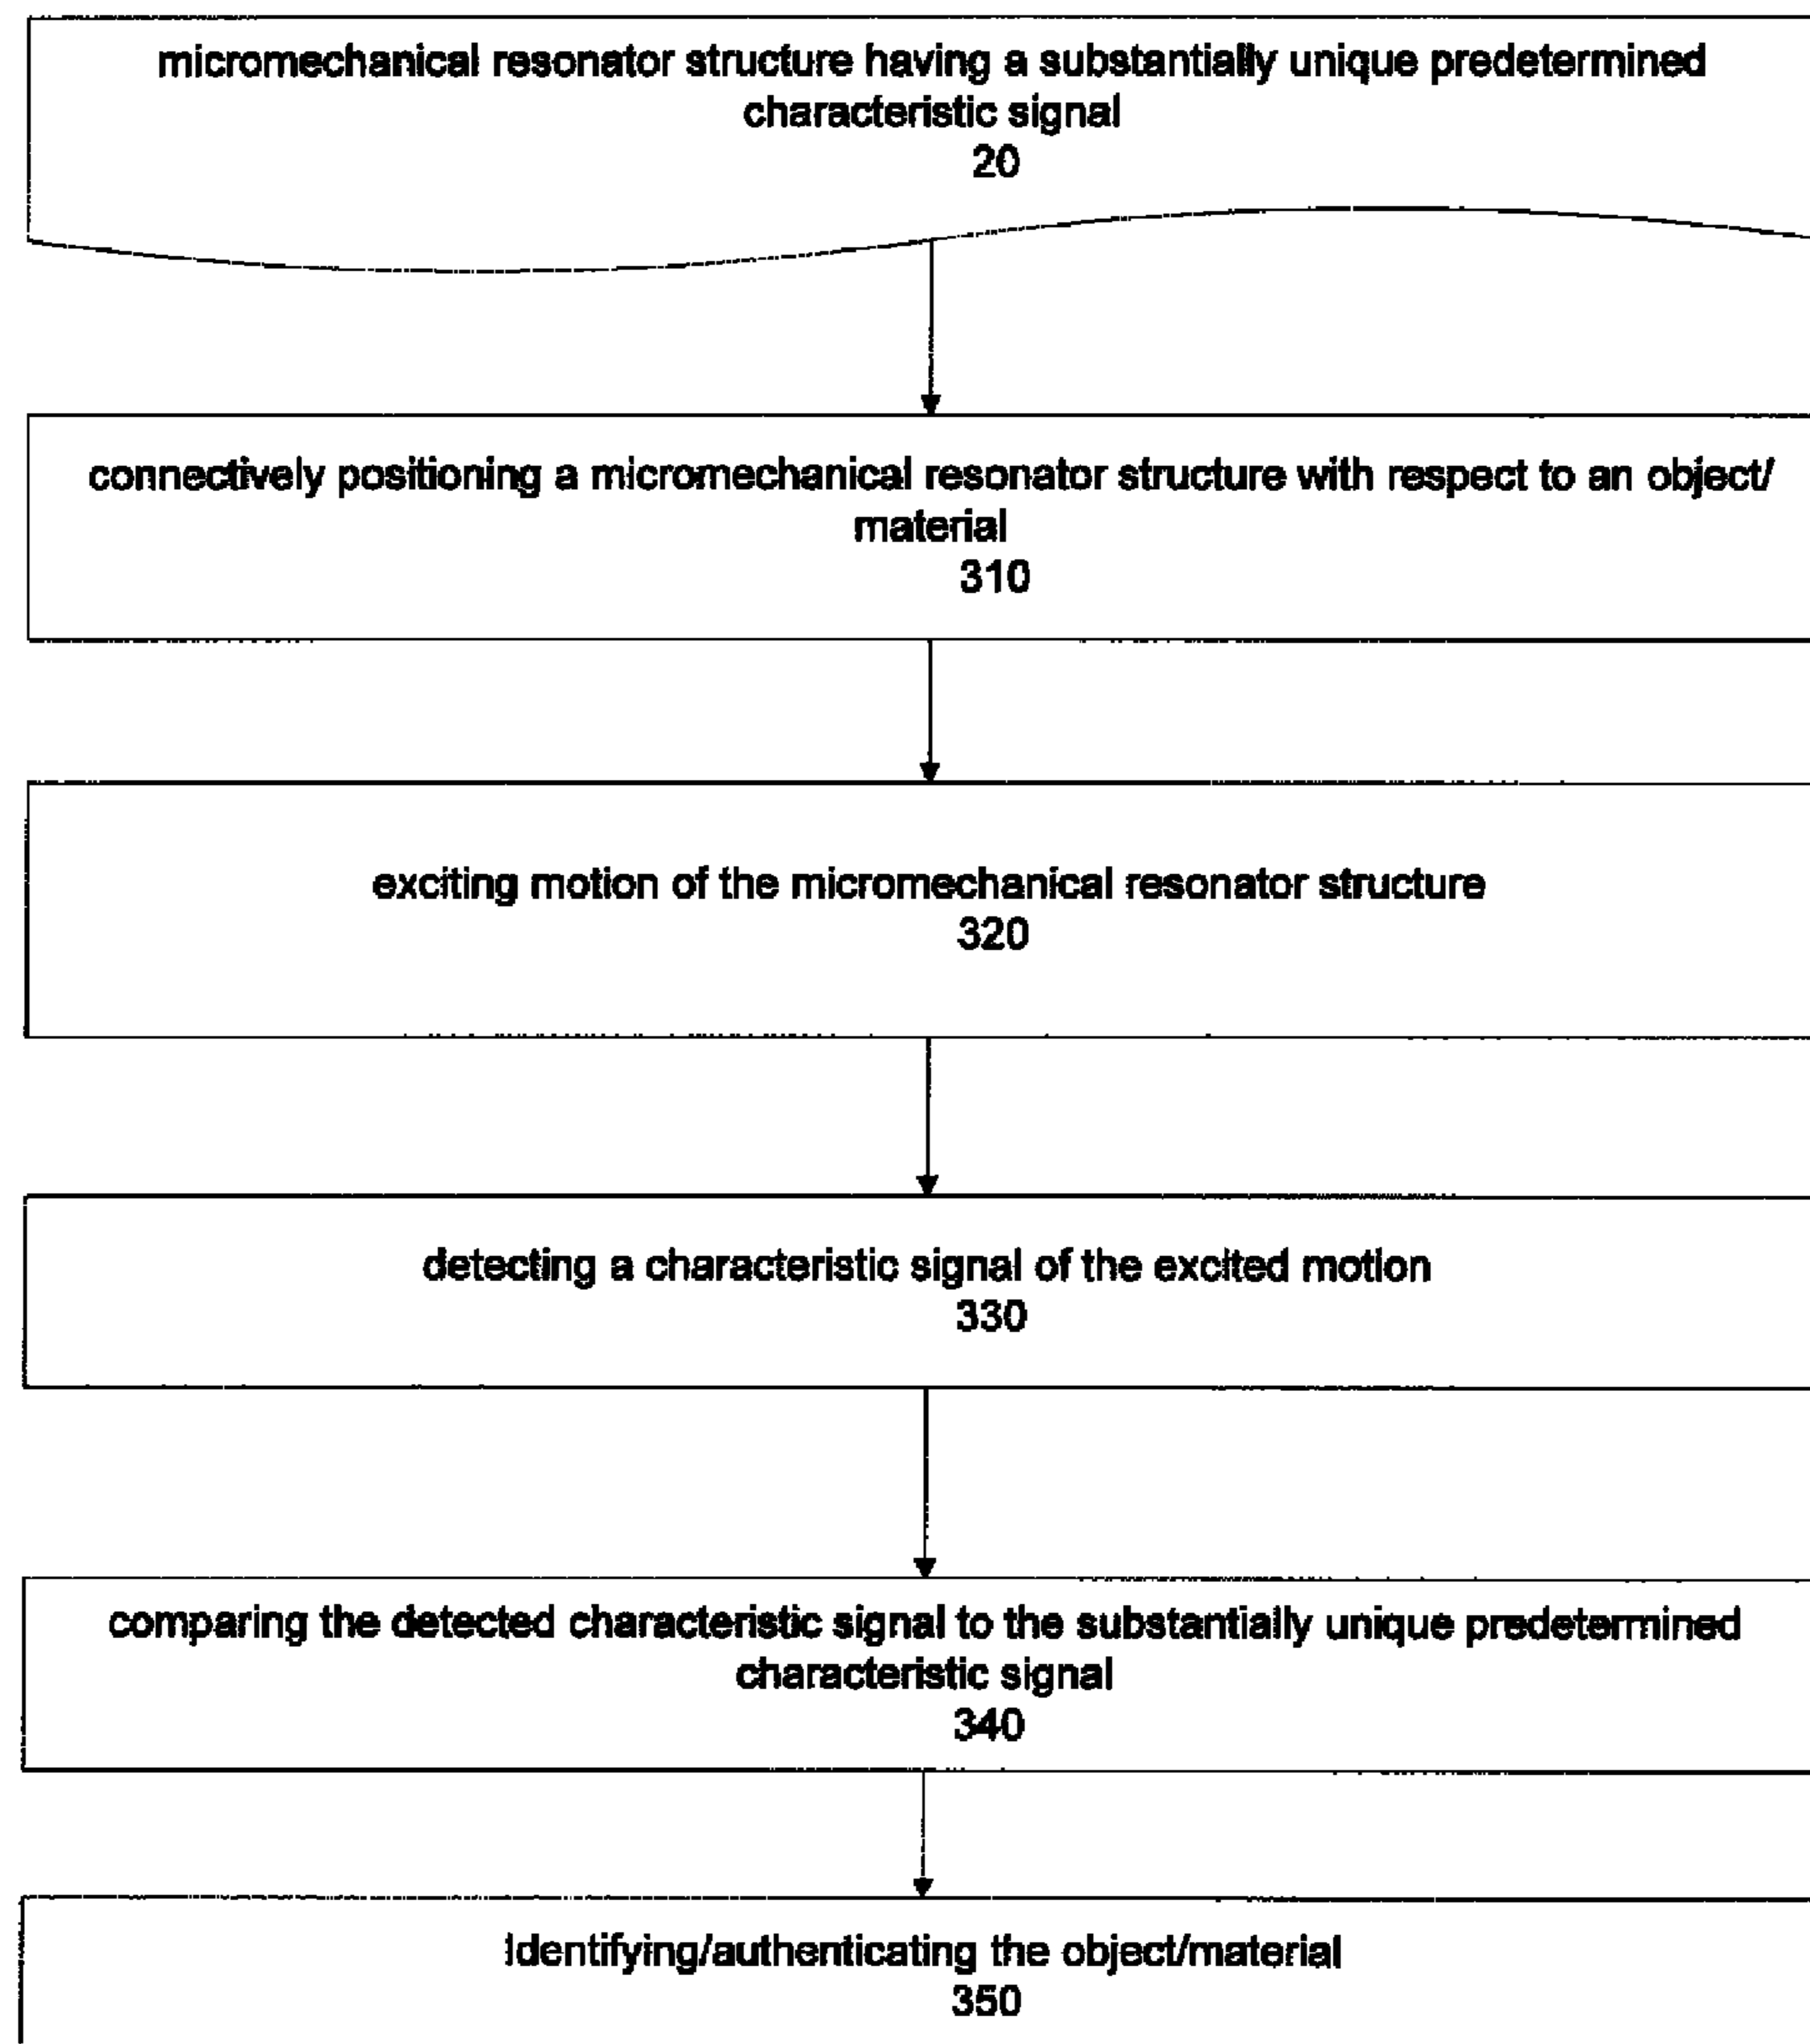 micromechanical resonator structure having a substantially unique predetermined
characteristic signal
20
connectively positioning a micromechanical resonator structure with respect to an object/
material
310
exciting motion of the micromechanical resonator structure
320
detecting a characteristic signal of the excited motion
330
comparing the detected characteristic signal to the substantially unique predetermined
characteristic signal
340
Identifying/authenticating the object/material
350